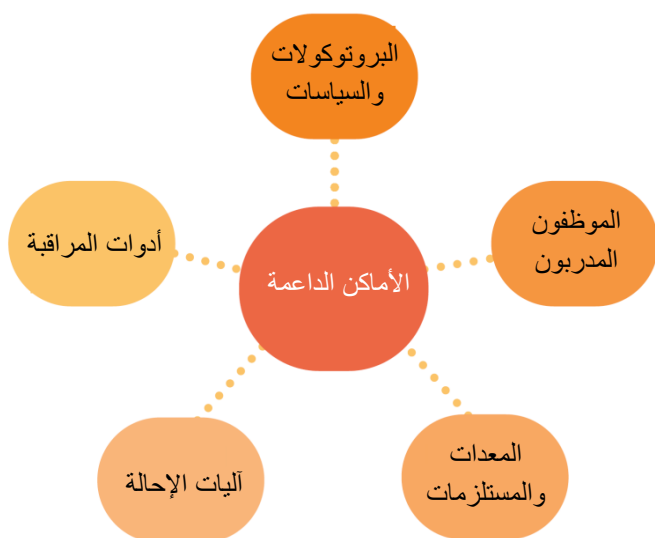 البروتوكولات
والسياسات
الموظفون
المدربون
أدوات المراقبة
الأماكن الداعمة
المعدات
والمستلزمات
آليات الإحالة